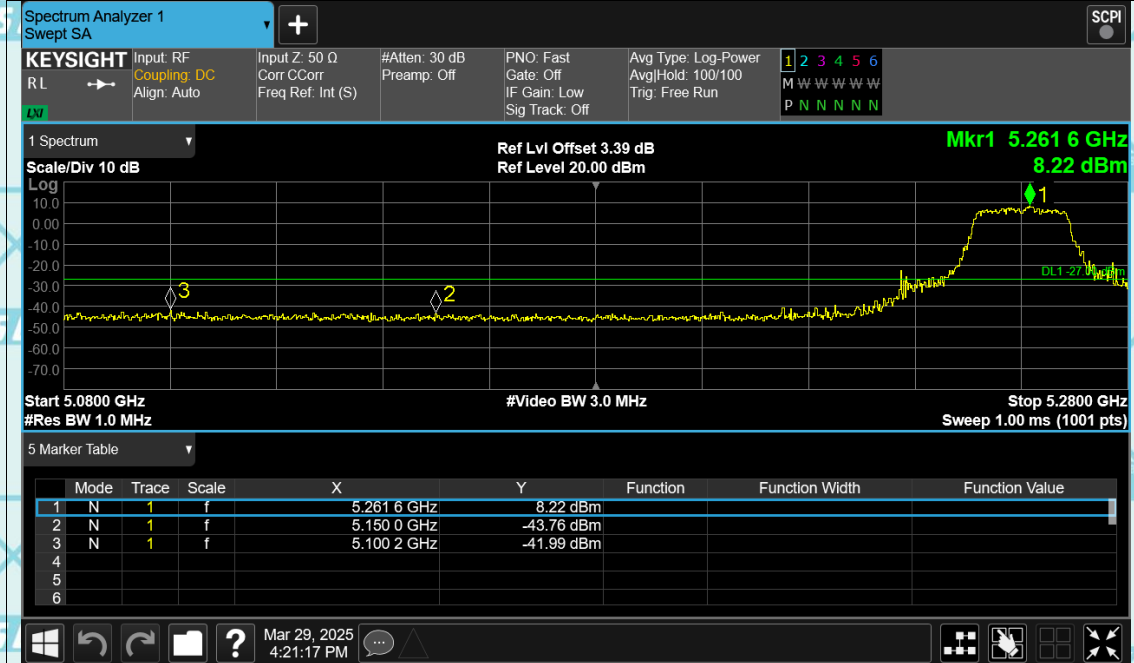 Spectrum Analyzer 1
Swept SA
+
SCPI
KEYSIGHT
R L
LXI
Input: RF
Coupling: DC
Align: Auto
Input Z: 50 Ω
Corr CCorr
Freq Ref: Int (S)
#Atten: 30 dB
Preamp: Off
PNO: Fast
Gate: Off
IF Gain: Low
Sig Track: Off
Avg Type: Log-Power
Avg|Hold: 100/100
Trig: Free Run
1 2 3 4 5 6
M W W W W W
P N N N N N
1 Spectrum
Scale/Div 10 dB
Log
Ref Lvl Offset 3.39 dB
Ref Level 20.00 dBm
Mkr1 5.261 6 GHz
8.22 dBm
10.0
0.00
-10.0
-20.0
-30.0
-40.0
-50.0
-60.0
-70.0
1
2
3
Start 5.0800 GHz
#Res BW 1.0 MHz
#Video BW 3.0 MHz
Stop 5.2800 GHz
Sweep 1.00 ms (1001 pts)
5 Marker Table
Mode Trace Scale X Y Function Function Width Function Value
1 N 1 f 5.261 6 GHz 8.22 dBm
2 N 1 f 5.150 0 GHz -43.76 dBm
3 N 1 f 5.100 2 GHz -41.99 dBm
4
5
6
?
Mar 29, 2025
4:21:17 PM